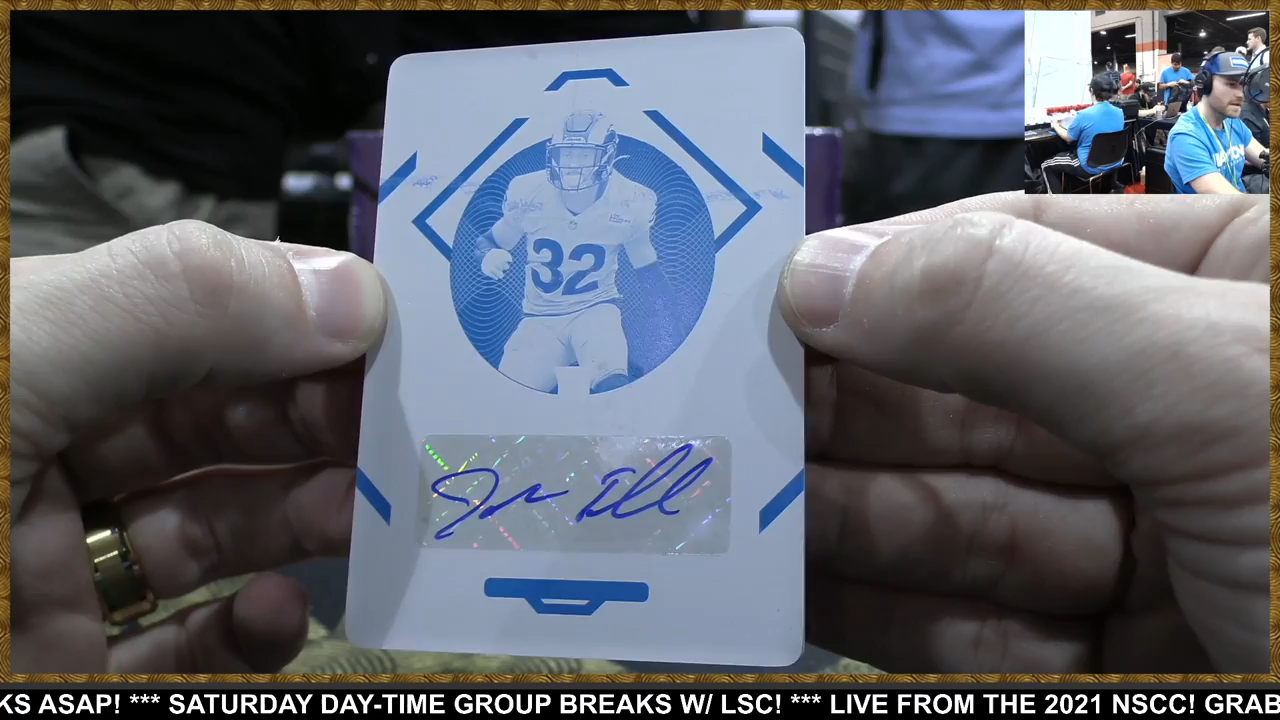 32
KS ASAP! *** SATURDAY DAY-TIME GROUP BREAKS W/ LSC! *** LIVE FROM THE 2021 NSCC! GRAB